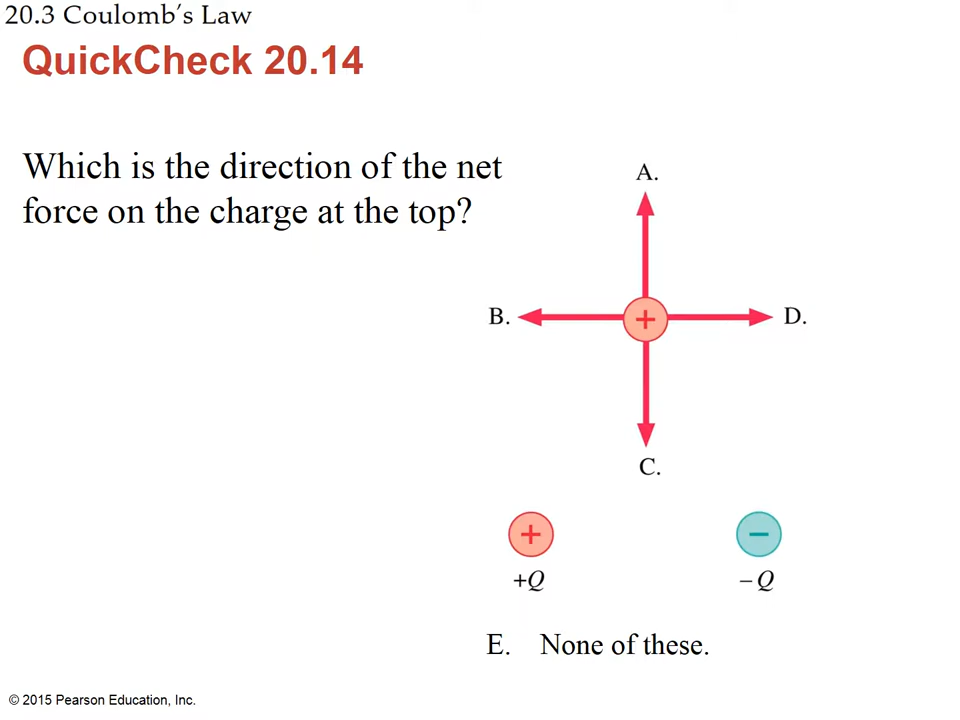 20.3 Coulomb's Law
QuickCheck 20.14
Which is the direction of the net
force on the charge at the top?
A.
B.
+
D.
C.
+
−
+Q
−Q
E. None of these.
© 2015 Pearson Education, Inc.